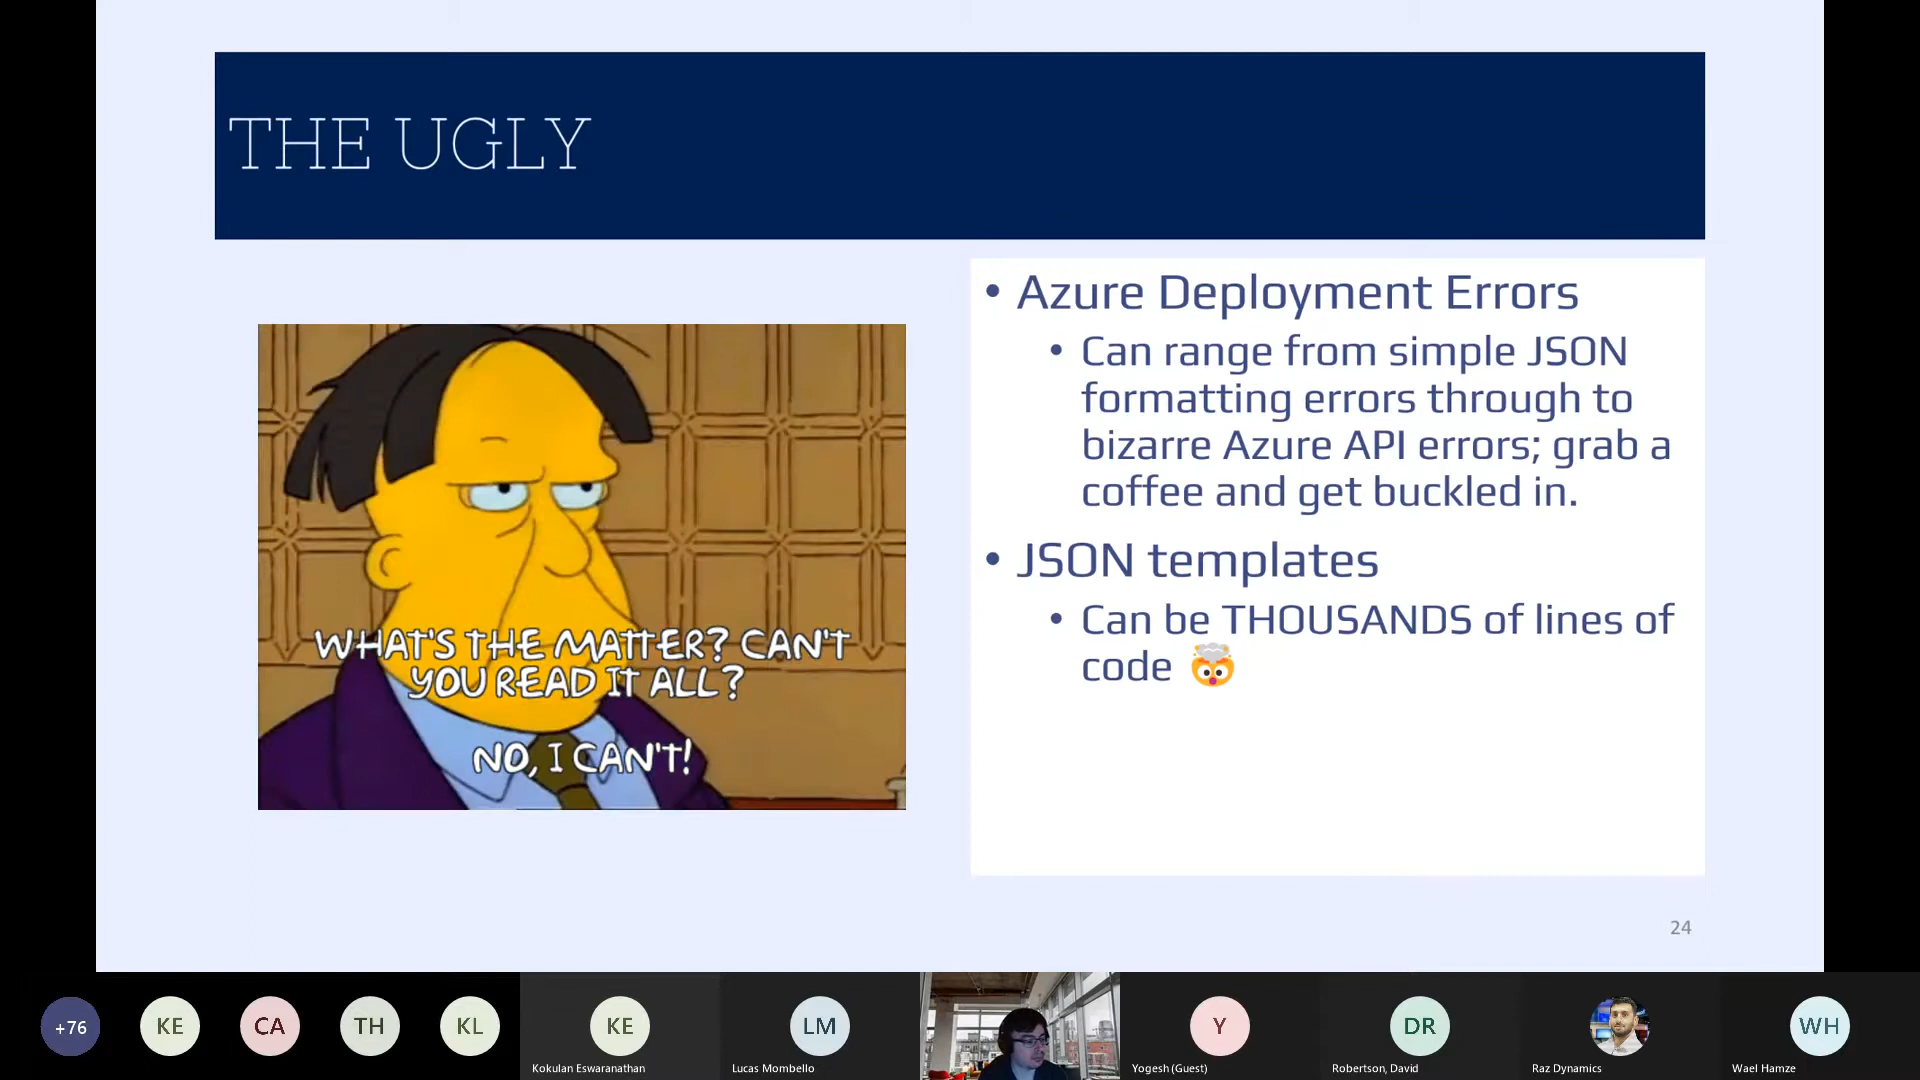 THE UGLY
WHAT'S THE MATTER? CAN'T
YOU READ IT ALL?
NO, I CAN'T!
• Azure Deployment Errors
• Can range from simple JSON
formatting errors through to
bizarre Azure API errors; grab a
coffee and get buckled in.
• JSON templates
• Can be THOUSANDS of lines of
code 🤯
24
+76
KE
CA
TH
KL
KE
Kokulan Eswaranathan
LM
Lucas Mombello
Y
Yogesh (Guest)
DR
Robertson, David
Raz Dynamics
WH
Wael Hamze